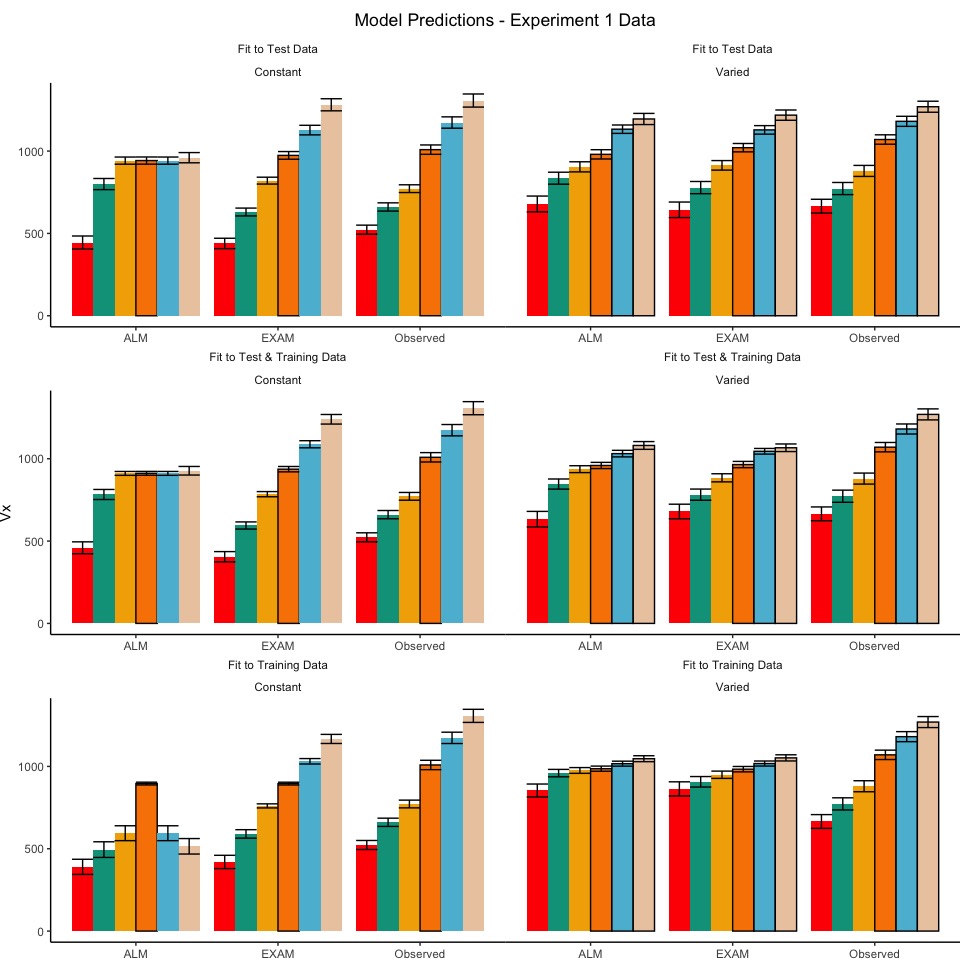 Model Predictions - Experiment 1 Data
Fit to Test Data
Fit to Test Data
Constant
Varied
1000
500
0
ALM
EXAM
Observed
ALM
EXAM
Observed
Fit to Test & Training Data
Fit to Test & Training Data
Constant
Varied
1000
500
0
Vx
ALM
EXAM
Observed
ALM
EXAM
Observed
Fit to Training Data
Fit to Training Data
Constant
Varied
1000
500
0
ALM
EXAM
Observed
ALM
EXAM
Observed